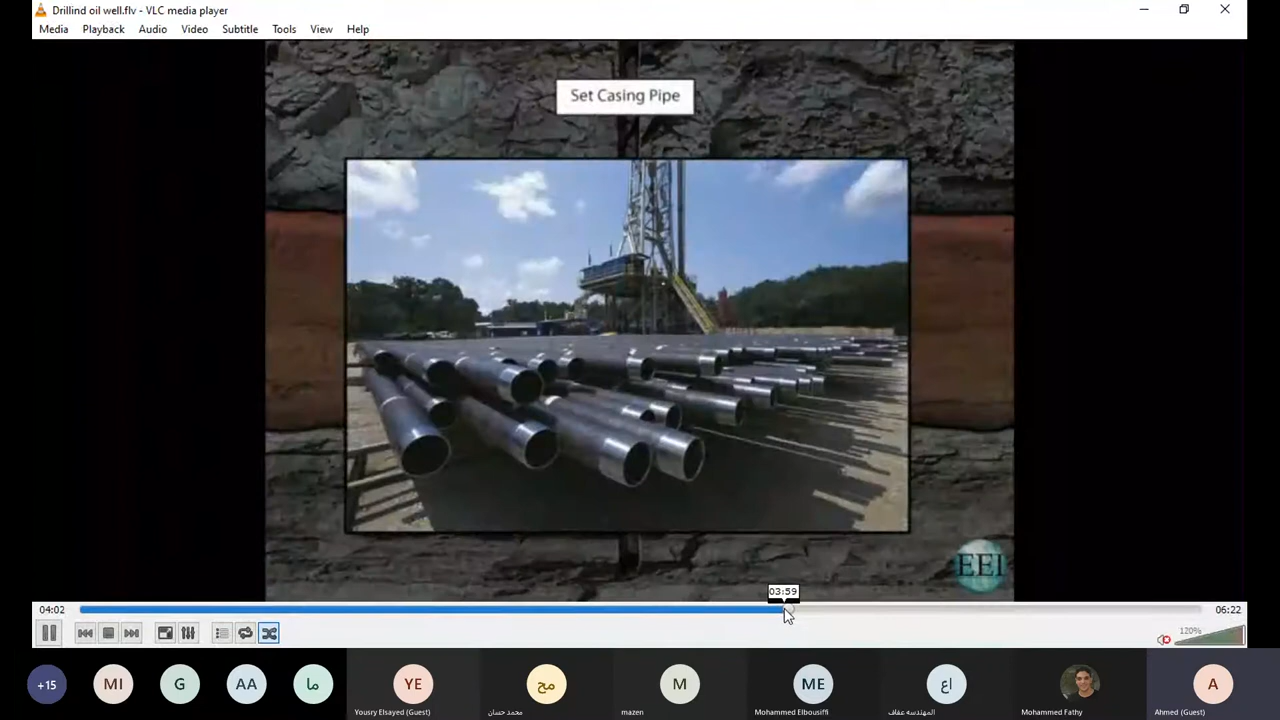 Drillind oil well.flv - VLC media player
Media Playback Audio Video Subtitle Tools View Help
Set Casing Pipe
EEI
03:59
04:02
06:22
120%
+15
MI
G
AA
ما
YE
مح
M
ME
اع
A
Yousry Elsayed (Guest)
محمد حسان
mazen
Mohammed Elbousiffi
المهندسه عفاف
Mohammed Fathy
Ahmed (Guest)